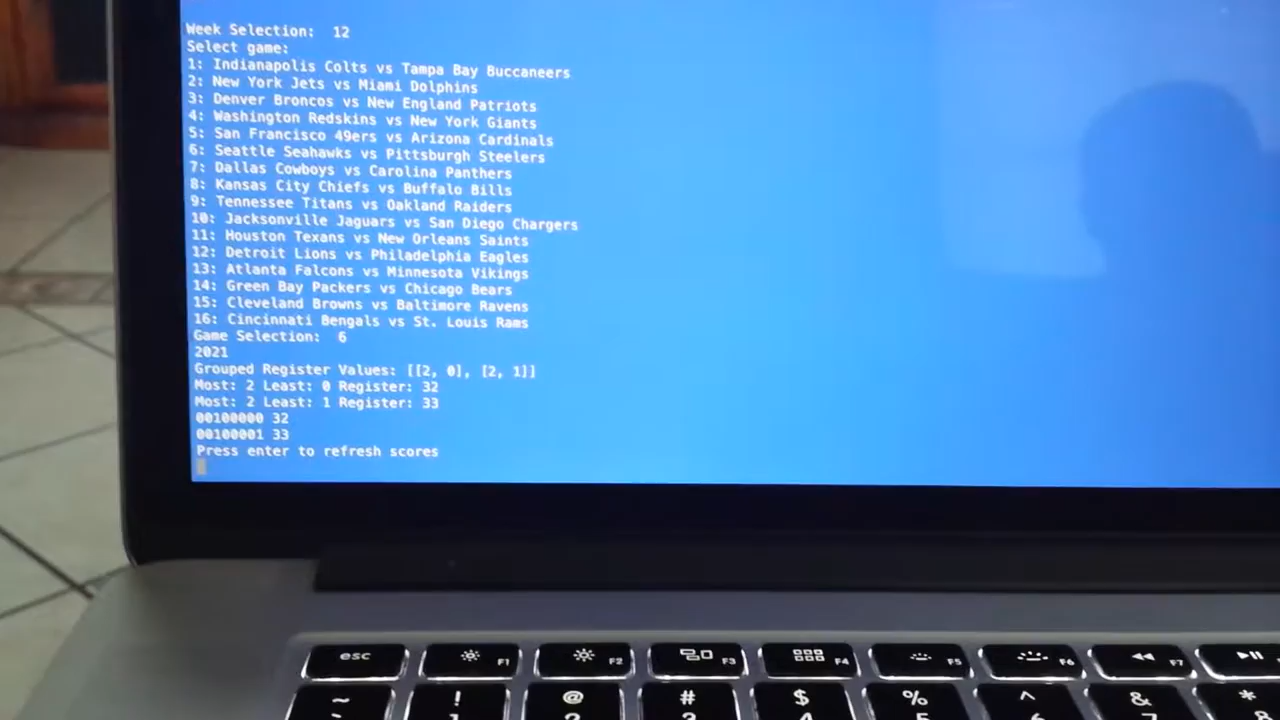 Week Selection:  12
Select game:
1: Indianapolis Colts vs Tampa Bay Buccaneers
2: New York Jets vs Miami Dolphins
3: Denver Broncos vs New England Patriots
4: Washington Redskins vs New York Giants
5: San Francisco 49ers vs Arizona Cardinals
6: Seattle Seahawks vs Pittsburgh Steelers
7: Dallas Cowboys vs Carolina Panthers
8: Kansas City Chiefs vs Buffalo Bills
9: Tennessee Titans vs Oakland Raiders
10: Jacksonville Jaguars vs San Diego Chargers
11: Houston Texans vs New Orleans Saints
12: Detroit Lions vs Philadelphia Eagles
13: Atlanta Falcons vs Minnesota Vikings
14: Green Bay Packers vs Chicago Bears
15: Cleveland Browns vs Baltimore Ravens
16: Cincinnati Bengals vs St. Louis Rams
Game Selection:  6
2021
Grouped Register Values: [[2, 0], [2, 1]]
Most: 2 Least: 0 Register: 32
Most: 2 Least: 1 Register: 33
00100000 32
00100001 33
Press enter to refresh scores
esc F1 F2 F3 F4 F5 F6 F7
~ ! @ # $ % ^ & *